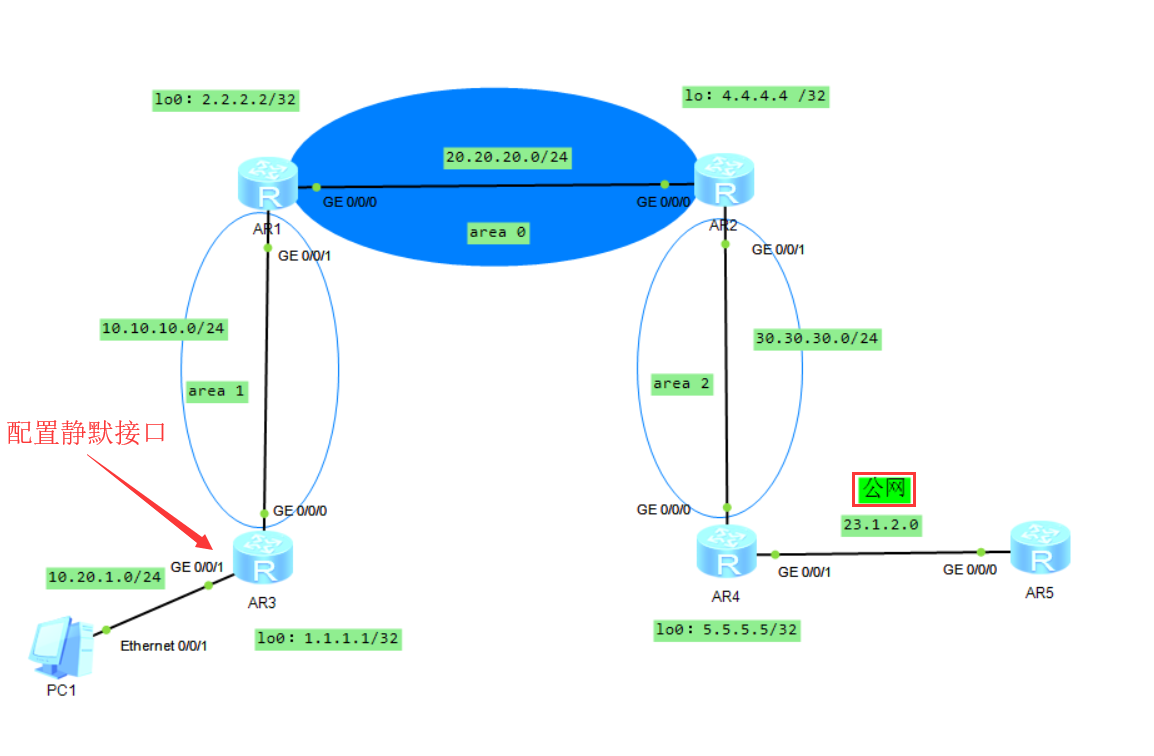 lo0: 2.2.2.2/32
lo: 4.4.4.4 /32
20.20.20.0/24
R
R
GE 0/0/0
GE 0/0/0
AR1
AR2
area 0
GE 0/0/1
GE 0/0/1
10.10.10.0/24
30.30.30.0/24
area 1
area 2
配置静默接口
公网
GE 0/0/0
GE 0/0/0
23.1.2.0
R
R
R
GE 0/0/1
10.20.1.0/24
GE 0/0/1
GE 0/0/0
AR3
AR4
AR5
lo0: 1.1.1.1/32
lo0: 5.5.5.5/32
Ethernet 0/0/1
PC1